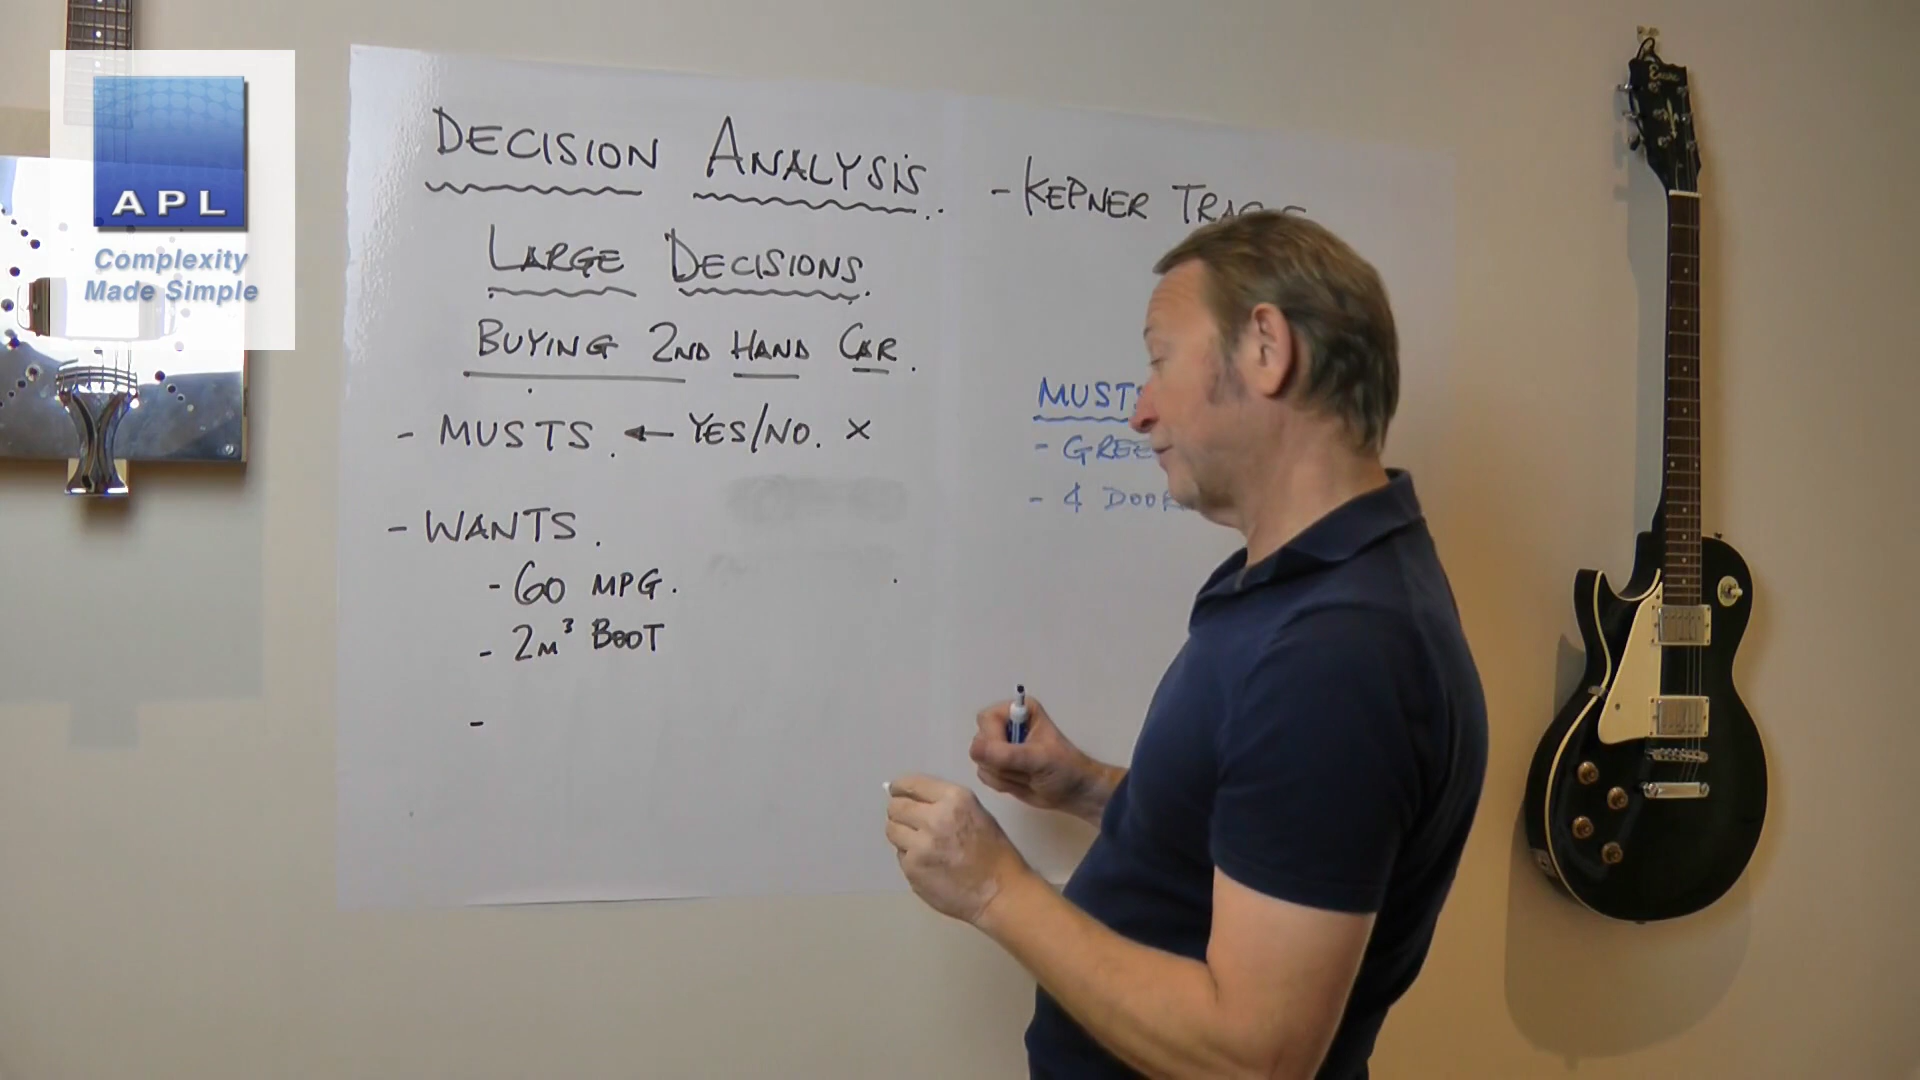 APL
Complexity
Made Simple
DECISION ANALYSIS
- KEPNER
LARGE DECISIONS
BUYING 2ND HAND CAR.
- MUSTS. ← YES/NO. ×
- WANTS.
- 60 MPG.
- 2m³ BOOT
-
MUSTS
-
- 4